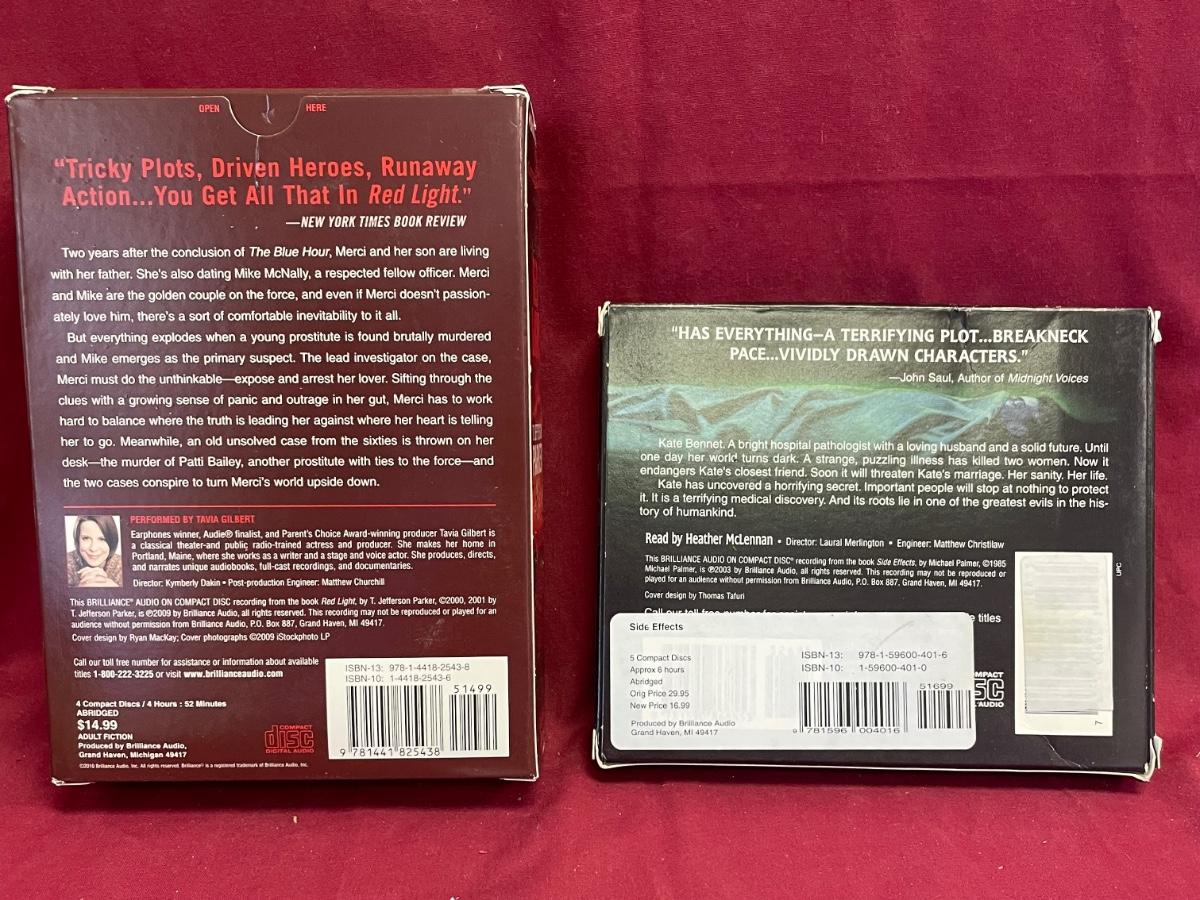 OPEN HERE
“Tricky Plots, Driven Heroes, Runaway
Action...You Get All That In Red Light.”
—NEW YORK TIMES BOOK REVIEW
Two years after the conclusion of The Blue Hour, Merci and her son are living
with her father. She's also dating Mike McNally, a respected fellow officer. Merci
and Mike are the golden couple on the force, and even if Merci doesn't passion-
ately love him, there's a sort of comfortable inevitability to it all.
But everything explodes when a young prostitute is found brutally murdered
and Mike emerges as the primary suspect. The lead investigator on the case,
Merci must do the unthinkable—expose and arrest her lover. Sifting through the
clues with a growing sense of panic and outrage in her gut, Merci has to work
hard to balance where the truth is leading her against where her heart is telling
her to go. Meanwhile, an old unsolved case from the sixties is thrown on her
desk—the murder of Patti Bailey, another prostitute with ties to the force—and
the two cases conspire to turn Merci's world upside down.
PERFORMED BY TAVIA GILBERT
Earphones winner, Audie® finalist, and Parent's Choice Award-winning producer Tavia Gilbert is
a classical theater-and public radio-trained actress and producer. She makes her home in
Portland, Maine, where she works as a writer and a stage and voice actor. She produces, directs,
and narrates unique audiobooks, full-cast recordings, and documentaries.
Director: Kymberly Dakin • Post-production Engineer: Matthew Churchill
This BRILLIANCE® AUDIO ON COMPACT DISC recording from the book Red Light, by T. Jefferson Parker, ©2000, 2001 by
T. Jefferson Parker, is ℗2009 by Brilliance Audio, all rights reserved. This recording may not be reproduced or played for an
audience without permission from Brilliance Audio, P.O. Box 887, Grand Haven, MI 49417.
Cover design by Ryan MacKay; Cover photographs ©2009 iStockphoto LP
Call our toll free number for assistance or information about available
titles 1-800-222-3225 or visit www.brillianceaudio.com
4 Compact Discs / 4 Hours : 52 Minutes
ABRIDGED
$14.99
ADULT FICTION
Produced by Brilliance Audio,
Grand Haven, Michigan 49417
©2010 Brilliance Audio, Inc. All rights reserved. Brilliance® is a registered trademark of Brilliance Audio, Inc.
COMPACT
disc
DIGITAL AUDIO
ISBN-13: 978-1-4418-2543-8
ISBN-10: 1-4418-2543-6
51499
9 781441 825438
“HAS EVERYTHING—A TERRIFYING PLOT...BREAKNECK
PACE...VIVIDLY DRAWN CHARACTERS.”
—John Saul, Author of Midnight Voices
Kate Bennet. A bright hospital pathologist with a loving husband and a solid future. Until
one day her world turns dark. A strange, puzzling illness has killed two women. Now it
endangers Kate's closest friend. Soon it will threaten Kate's marriage. Her sanity. Her life.
Kate has uncovered a horrifying secret. Important people will stop at nothing to protect
it. It is a terrifying medical discovery. And its roots lie in one of the greatest evils in the his-
tory of humankind.
Read by Heather McLennan • Director: Laural Merlington • Engineer: Matthew Christilaw
This BRILLIANCE AUDIO ON COMPACT DISC® recording from the book Side Effects, by Michael Palmer, ©1985
Michael Palmer, is ℗2003 by Brilliance Audio, all rights reserved. This recording may not be reproduced or
played for an audience without permission from Brilliance Audio, P.O. Box 887, Grand Haven, MI 49417.
Cover design by Thomas Tafuri
titles
Side Effects
5 Compact Discs
Approx 6 hours
Abridged
Orig Price 29.95
New Price 16.99
Produced by Brilliance Audio
Grand Haven, MI 49417
ISBN-13: 978-1-59600-401-6
ISBN-10: 1-59600-401-0
51699
9 781596 004016
UPC
7